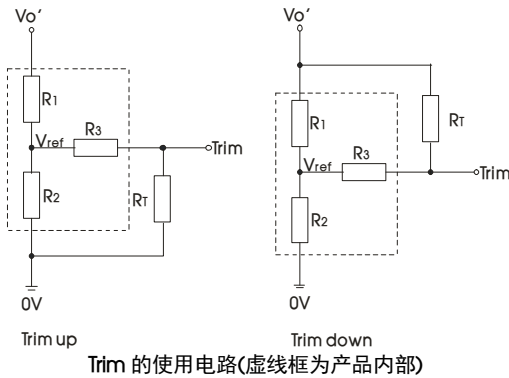 Vo′
R1
Vref
R3
Trim
R2
RT
0V
Trim up
Vo′
R1
RT
Vref
R3
Trim
R2
0V
Trim down
Trim 的使用电路(虚线框为产品内部)